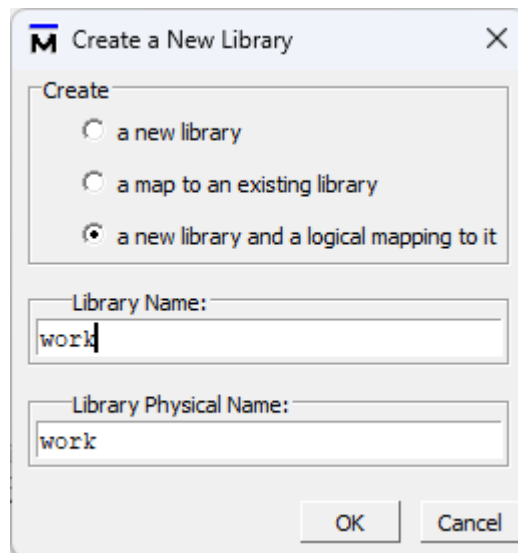 M Create a New Library
Create
a new library
a map to an existing library
a new library and a logical mapping to it
Library Name:
work
Library Physical Name:
work
OK Cancel